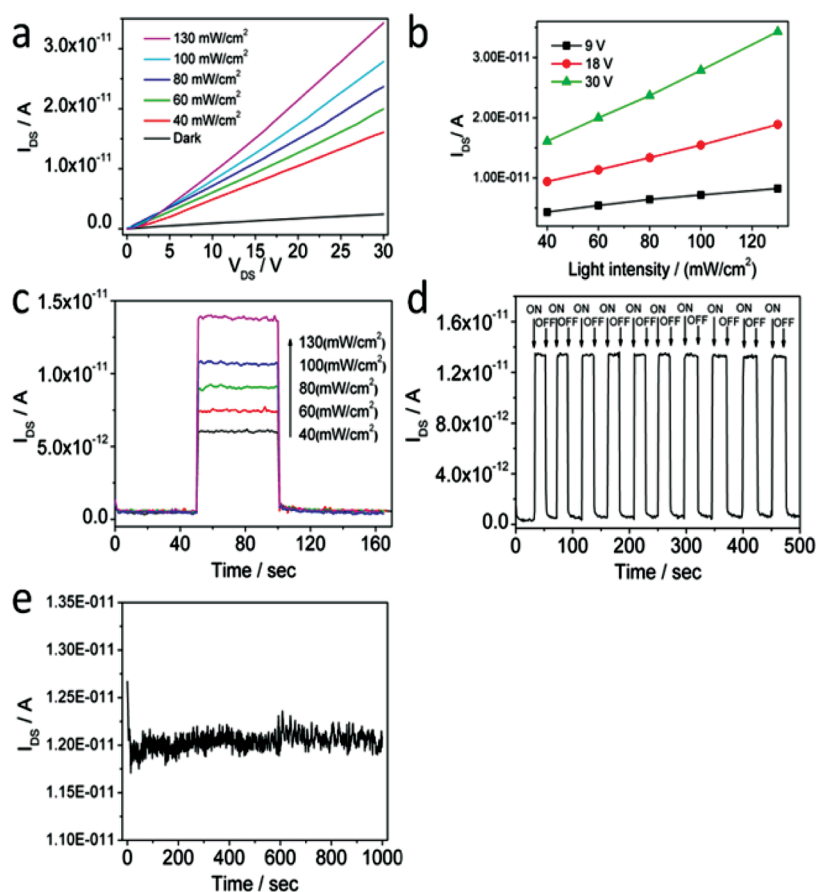 a
3.0x10⁻¹¹
2.0x10⁻¹¹
1.0x10⁻¹¹
0.0
I_DS / A
130 mW/cm²
100 mW/cm²
80 mW/cm²
60 mW/cm²
40 mW/cm²
Dark
0 5 10 15 20 25 30
V_DS / V
b
3.00E-011
2.00E-011
1.00E-011
I_DS/ A
9 V
18 V
30 V
40 60 80 100 120
Light intensity / (mW/cm²)
c
1.5x10⁻¹¹
1.0x10⁻¹¹
5.0x10⁻¹²
0.0
I_DS / A
130(mW/cm²)
100(mW/cm²)
80(mW/cm²)
60(mW/cm²)
40(mW/cm²)
0 40 80 120 160
Time / sec
d
1.6x10⁻¹¹
1.2x10⁻¹¹
8.0x10⁻¹²
4.0x10⁻¹²
0.0
I_DS / A
ON ON ON ON ON ON ON ON ON ON
OFF OFF OFF OFF OFF OFF OFF OFF OFF OFF
0 100 200 300 400 500
Time / sec
e
1.35E-011
1.30E-011
1.25E-011
1.20E-011
1.15E-011
1.10E-011
I_DS / A
0 200 400 600 800 1000
Time / sec